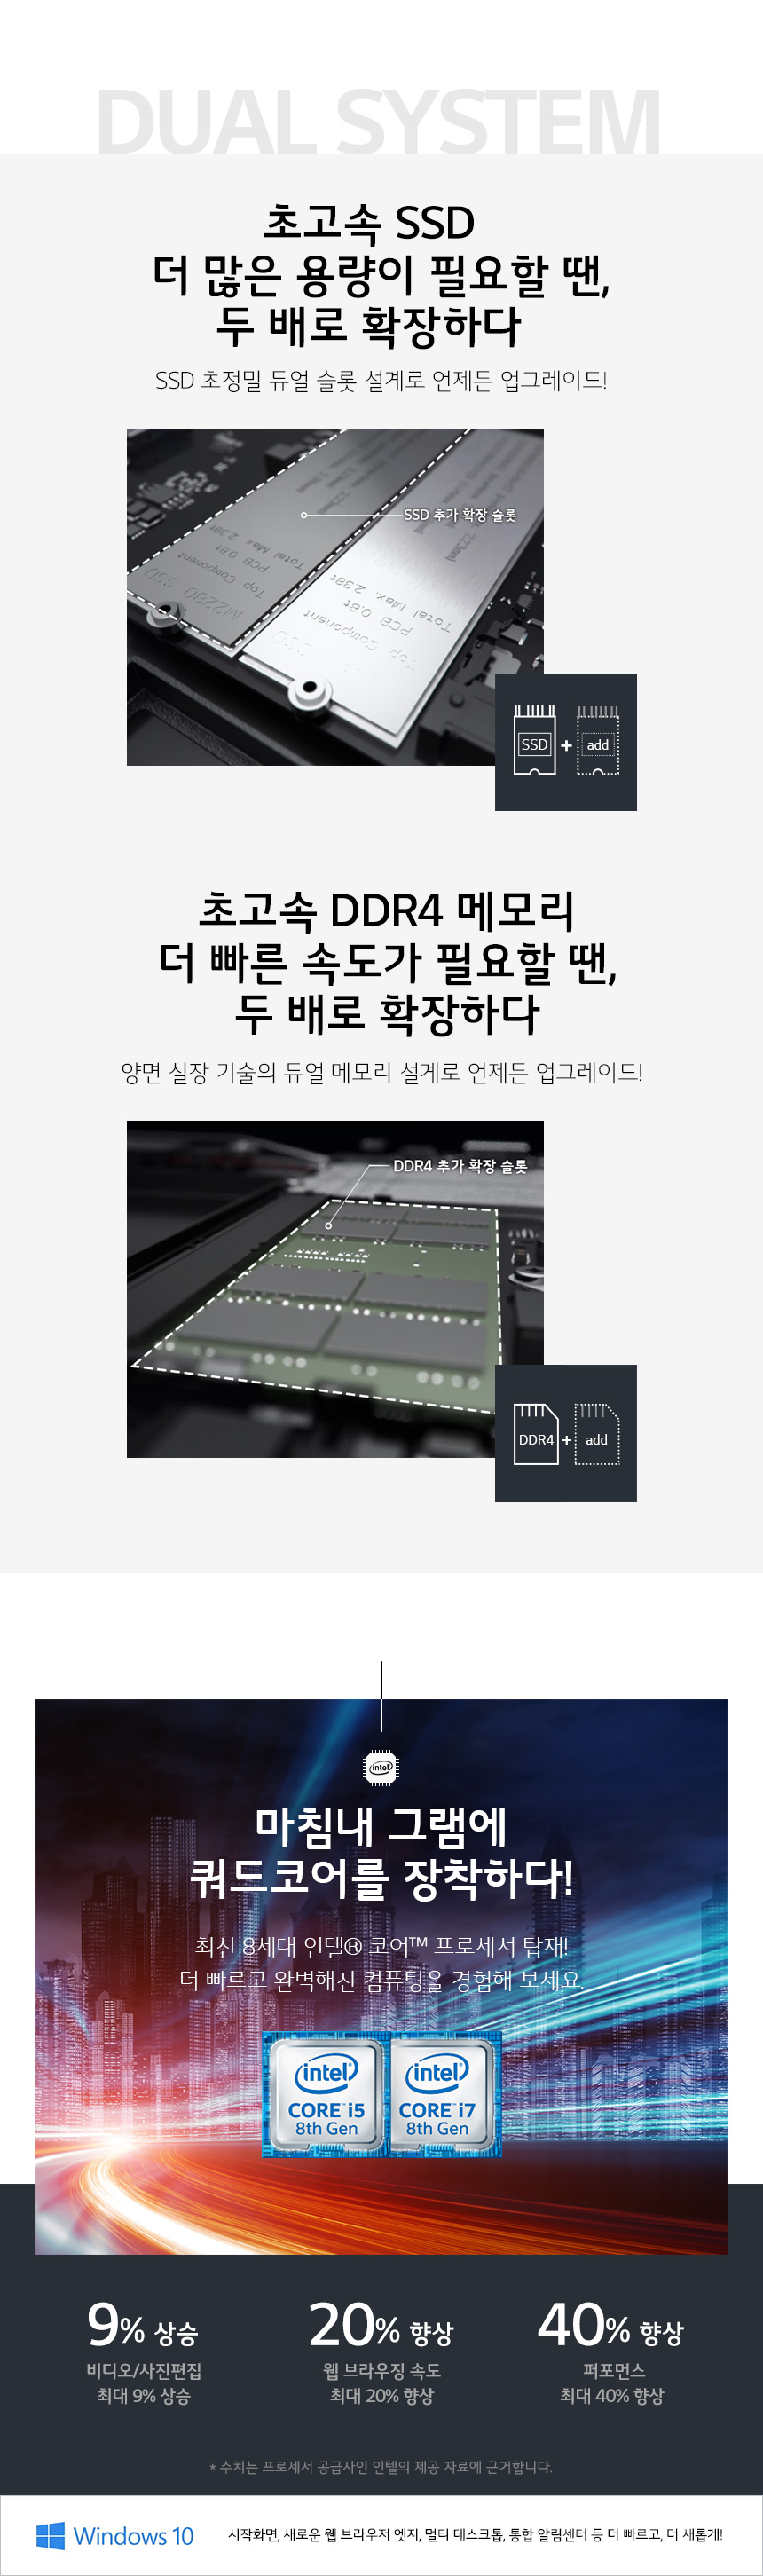 DUAL SYSTEM
초고속 SSD
더 많은 용량이 필요할 땐,
두 배로 확장하다
SSD 초정밀 듀얼 슬롯 설계로 언제든 업그레이드!
SSD 추가 확장 슬롯
Total Max. 2.38t
PCB 0.8t
Top Component
M2280 SSD
Total Max. 2.38t
PCB 0.8t
Top Component
SSD
SSD + add
초고속 DDR4 메모리
더 빠른 속도가 필요할 땐,
두 배로 확장하다
양면 실장 기술의 듀얼 메모리 설계로 언제든 업그레이드!
DDR4 추가 확장 슬롯
DDR4 + add
intel
마침내 그램에
쿼드코어를 장착하다!
최신 8세대 인텔® 코어™ 프로세서 탑재!
더 빠르고 완벽해진 컴퓨팅을 경험해 보세요.
intel® intel®
CORE™ i5 CORE™ i7
8th Gen 8th Gen
9% 상승 20% 향상 40% 향상
비디오/사진편집 웹 브라우징 속도 퍼포먼스
최대 9% 상승 최대 20% 향상 최대 40% 향상
* 수치는 프로세서 공급사인 인텔의 제공 자료에 근거합니다.
Windows 10 시작화면, 새로운 웹 브라우저 엣지, 멀티 데스크톱, 통합 알림센터 등 더 빠르고, 더 새롭게!